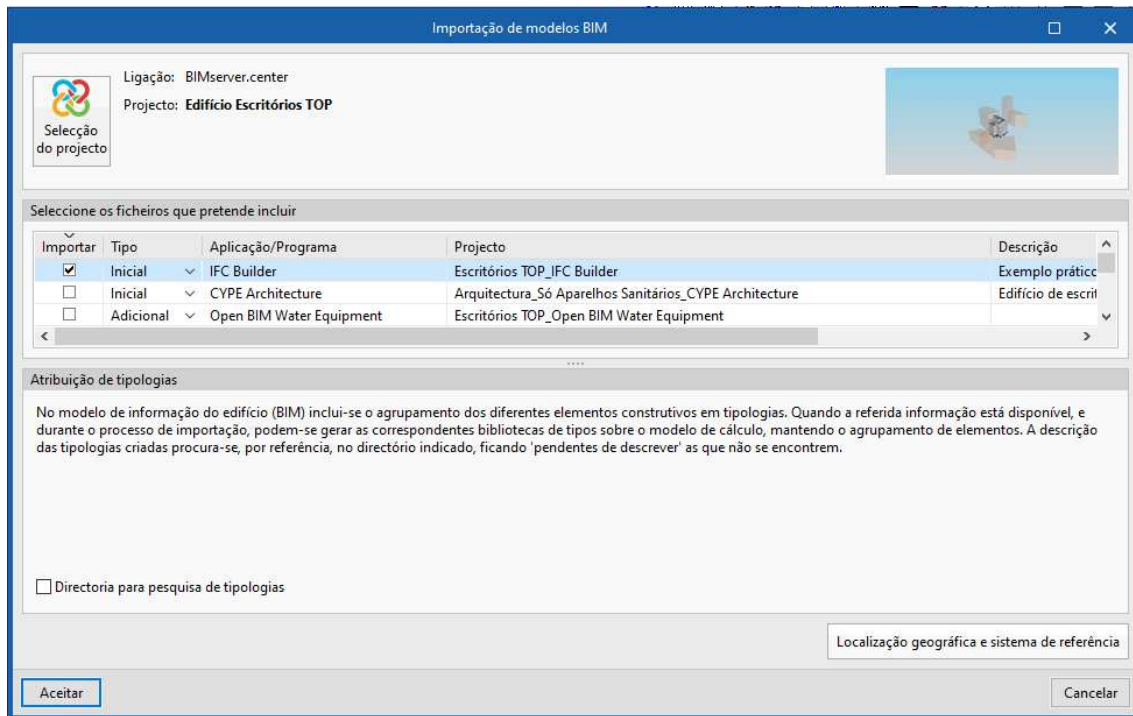 Importação de modelos BIM
Selecção
do projecto
Ligação: BIMserver.center
Projecto: Edifício Escritórios TOP
Seleccione os ficheiros que pretende incluir
Importar Tipo Aplicação/Programa Projecto Descrição
Inicial IFC Builder Escritórios TOP_IFC Builder Exemplo prático
Inicial CYPE Architecture Arquitectura_Só Aparelhos Sanitários_CYPE Architecture Edifício de escrit
Adicional Open BIM Water Equipment Escritórios TOP_Open BIM Water Equipment
Atribuição de tipologias
No modelo de informação do edifício (BIM) inclui-se o agrupamento dos diferentes elementos construtivos em tipologias. Quando a referida informação está disponível, e
durante o processo de importação, podem-se gerar as correspondentes bibliotecas de tipos sobre o modelo de cálculo, mantendo o agrupamento de elementos. A descrição
das tipologias criadas procura-se, por referência, no directório indicado, ficando 'pendentes de descrever' as que não se encontrem.
Directoria para pesquisa de tipologias
Localização geográfica e sistema de referência
Aceitar Cancelar